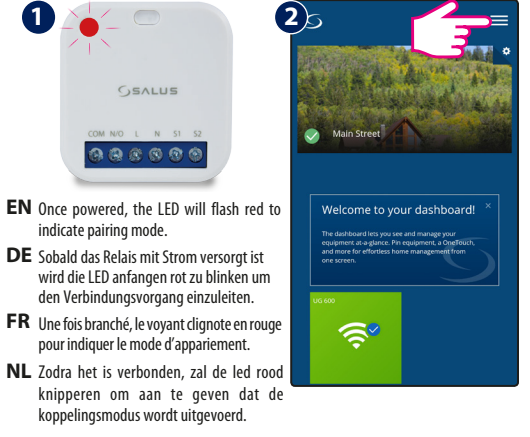 1
SALUS
COM N/O L N S1 S2
EN Once powered, the LED will flash red to
indicate pairing mode.
DE Sobald das Relais mit Strom versorgt ist
wird die LED anfangen rot zu blinken um
den Verbindungsvorgang einzuleiten.
FR Une fois branché, le voyant clignote en rouge
pour indiquer le mode d'appariement.
NL Zodra het is verbonden, zal de led rood
knipperen om aan te geven dat de
koppelingsmodus wordt uitgevoerd.
2
Main Street
Welcome to your dashboard! ×
The dashboard lets you see and manage your
equipment at-a-glance. Pin equipment, a OneTouch,
and more for effortless home management from
one screen.
UG 600